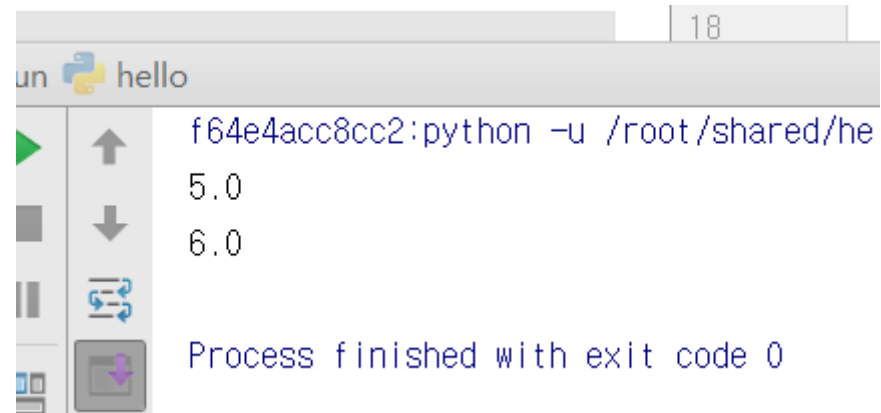 18
un hello
f64e4acc8cc2:python -u /root/shared/he
5.0
6.0
Process finished with exit code 0